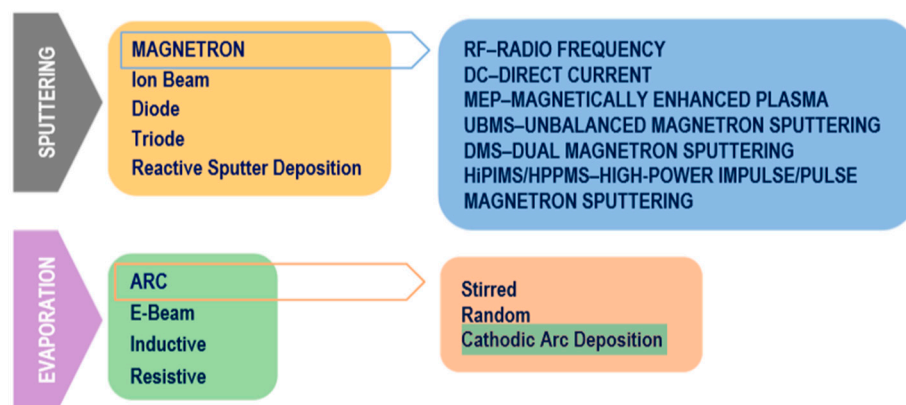 SPUTTERING
MAGNETRON
Ion Beam
Diode
Triode
Reactive Sputter Deposition
RF–RADIO FREQUENCY
DC–DIRECT CURRENT
MEP–MAGNETICALLY ENHANCED PLASMA
UBMS–UNBALANCED MAGNETRON SPUTTERING
DMS–DUAL MAGNETRON SPUTTERING
HiPIMS/HPPMS–HIGH-POWER IMPULSE/PULSE
MAGNETRON SPUTTERING
EVAPORATION
ARC
E-Beam
Inductive
Resistive
Stirred
Random
Cathodic Arc Deposition